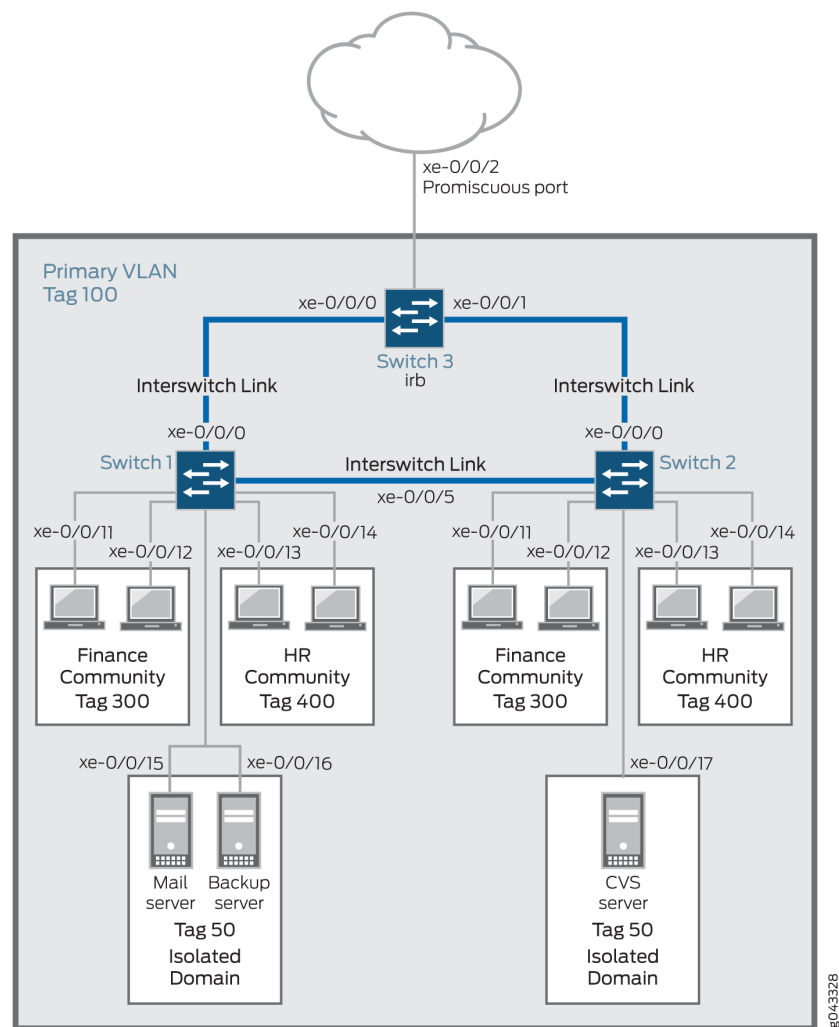 xe-0/0/2
Promiscuous port
Primary VLAN
Tag 100
xe-0/0/0
xe-0/0/1
Switch 3
irb
Interswitch Link
Interswitch Link
xe-0/0/0
xe-0/0/0
Switch 1
Interswitch Link
Switch 2
xe-0/0/5
xe-0/0/11
xe-0/0/12
xe-0/0/13
xe-0/0/14
xe-0/0/11
xe-0/0/12
xe-0/0/13
xe-0/0/14
Finance
Community
Tag 300
HR
Community
Tag 400
Finance
Community
Tag 300
HR
Community
Tag 400
xe-0/0/15
xe-0/0/16
xe-0/0/17
Mail
server
Backup
server
Tag 50
Isolated
Domain
CVS
server
Tag 50
Isolated
Domain
g043328